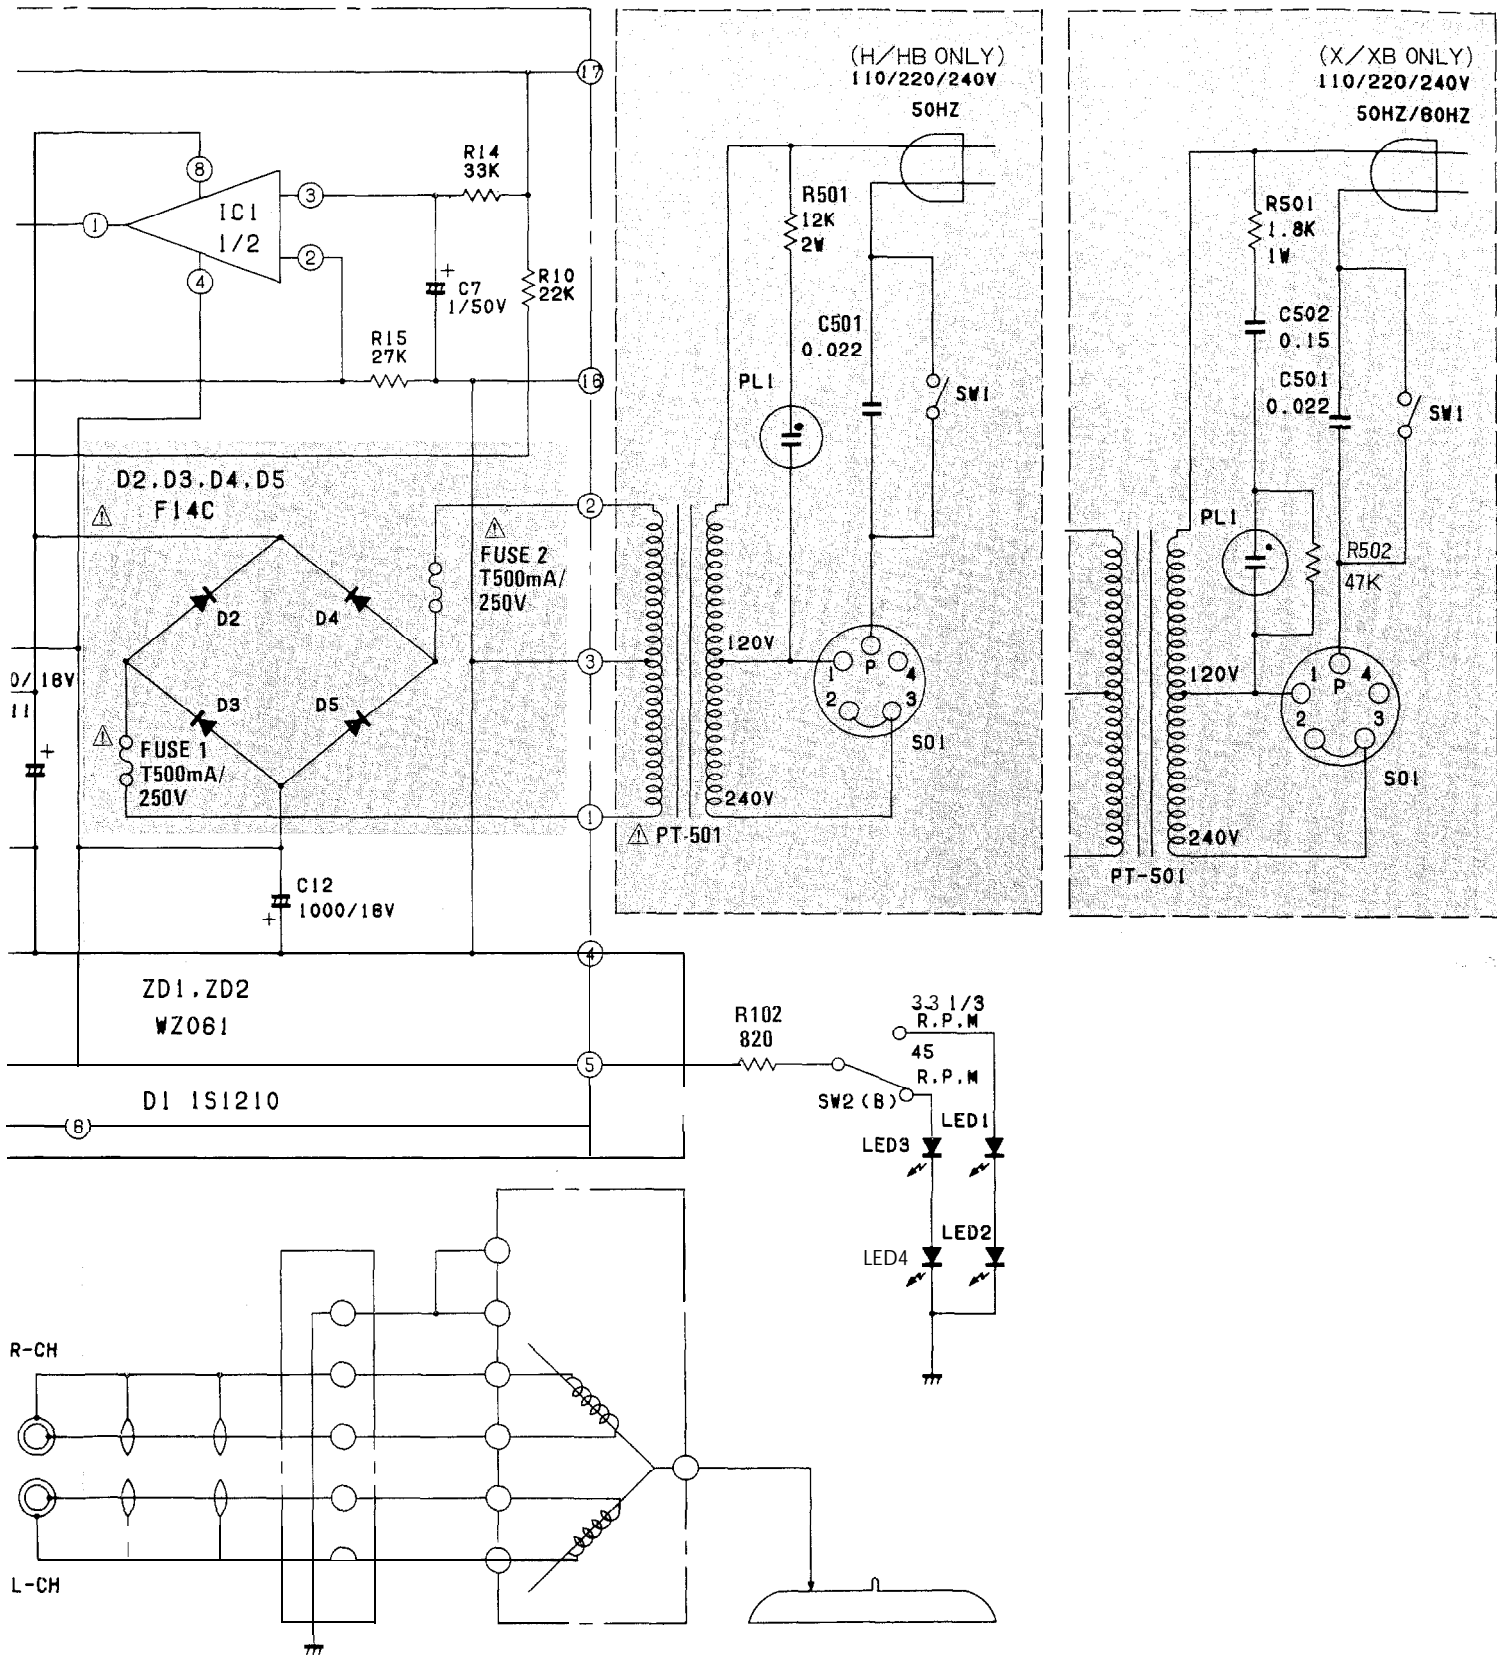 (H/HB ONLY)
110/220/240V
50HZ
(X/XB ONLY)
110/220/240V
50HZ/80HZ
17
8
R14
33K
3
IC1
1/2
1
2
4
+
C7
1/50V
R10
22K
R15
27K
16
R501
12K
2W
C501
0.022
PL1
SW1
R501
1.8K
1W
C502
0.15
C501
0.022
SW1
PL1
R502
47K
D2.D3.D4.D5
F14C
FUSE 2
T500mA/
250V
2
D2
D4
3
D3
D5
FUSE 1
T500mA/
250V
1
0/18V
11
+
120V
1
P
4
2
3
S01
240V
PT-501
120V
1
P
4
2
3
S01
240V
PT-501
C12
1000/18V
+
4
ZD1.ZD2
WZ061
5
D1 1S1210
(8)
R102
820
33 1/3
R.P.M
45
R.P.M
SW2(B)
LED1
LED3
LED2
LED4
R-CH
L-CH